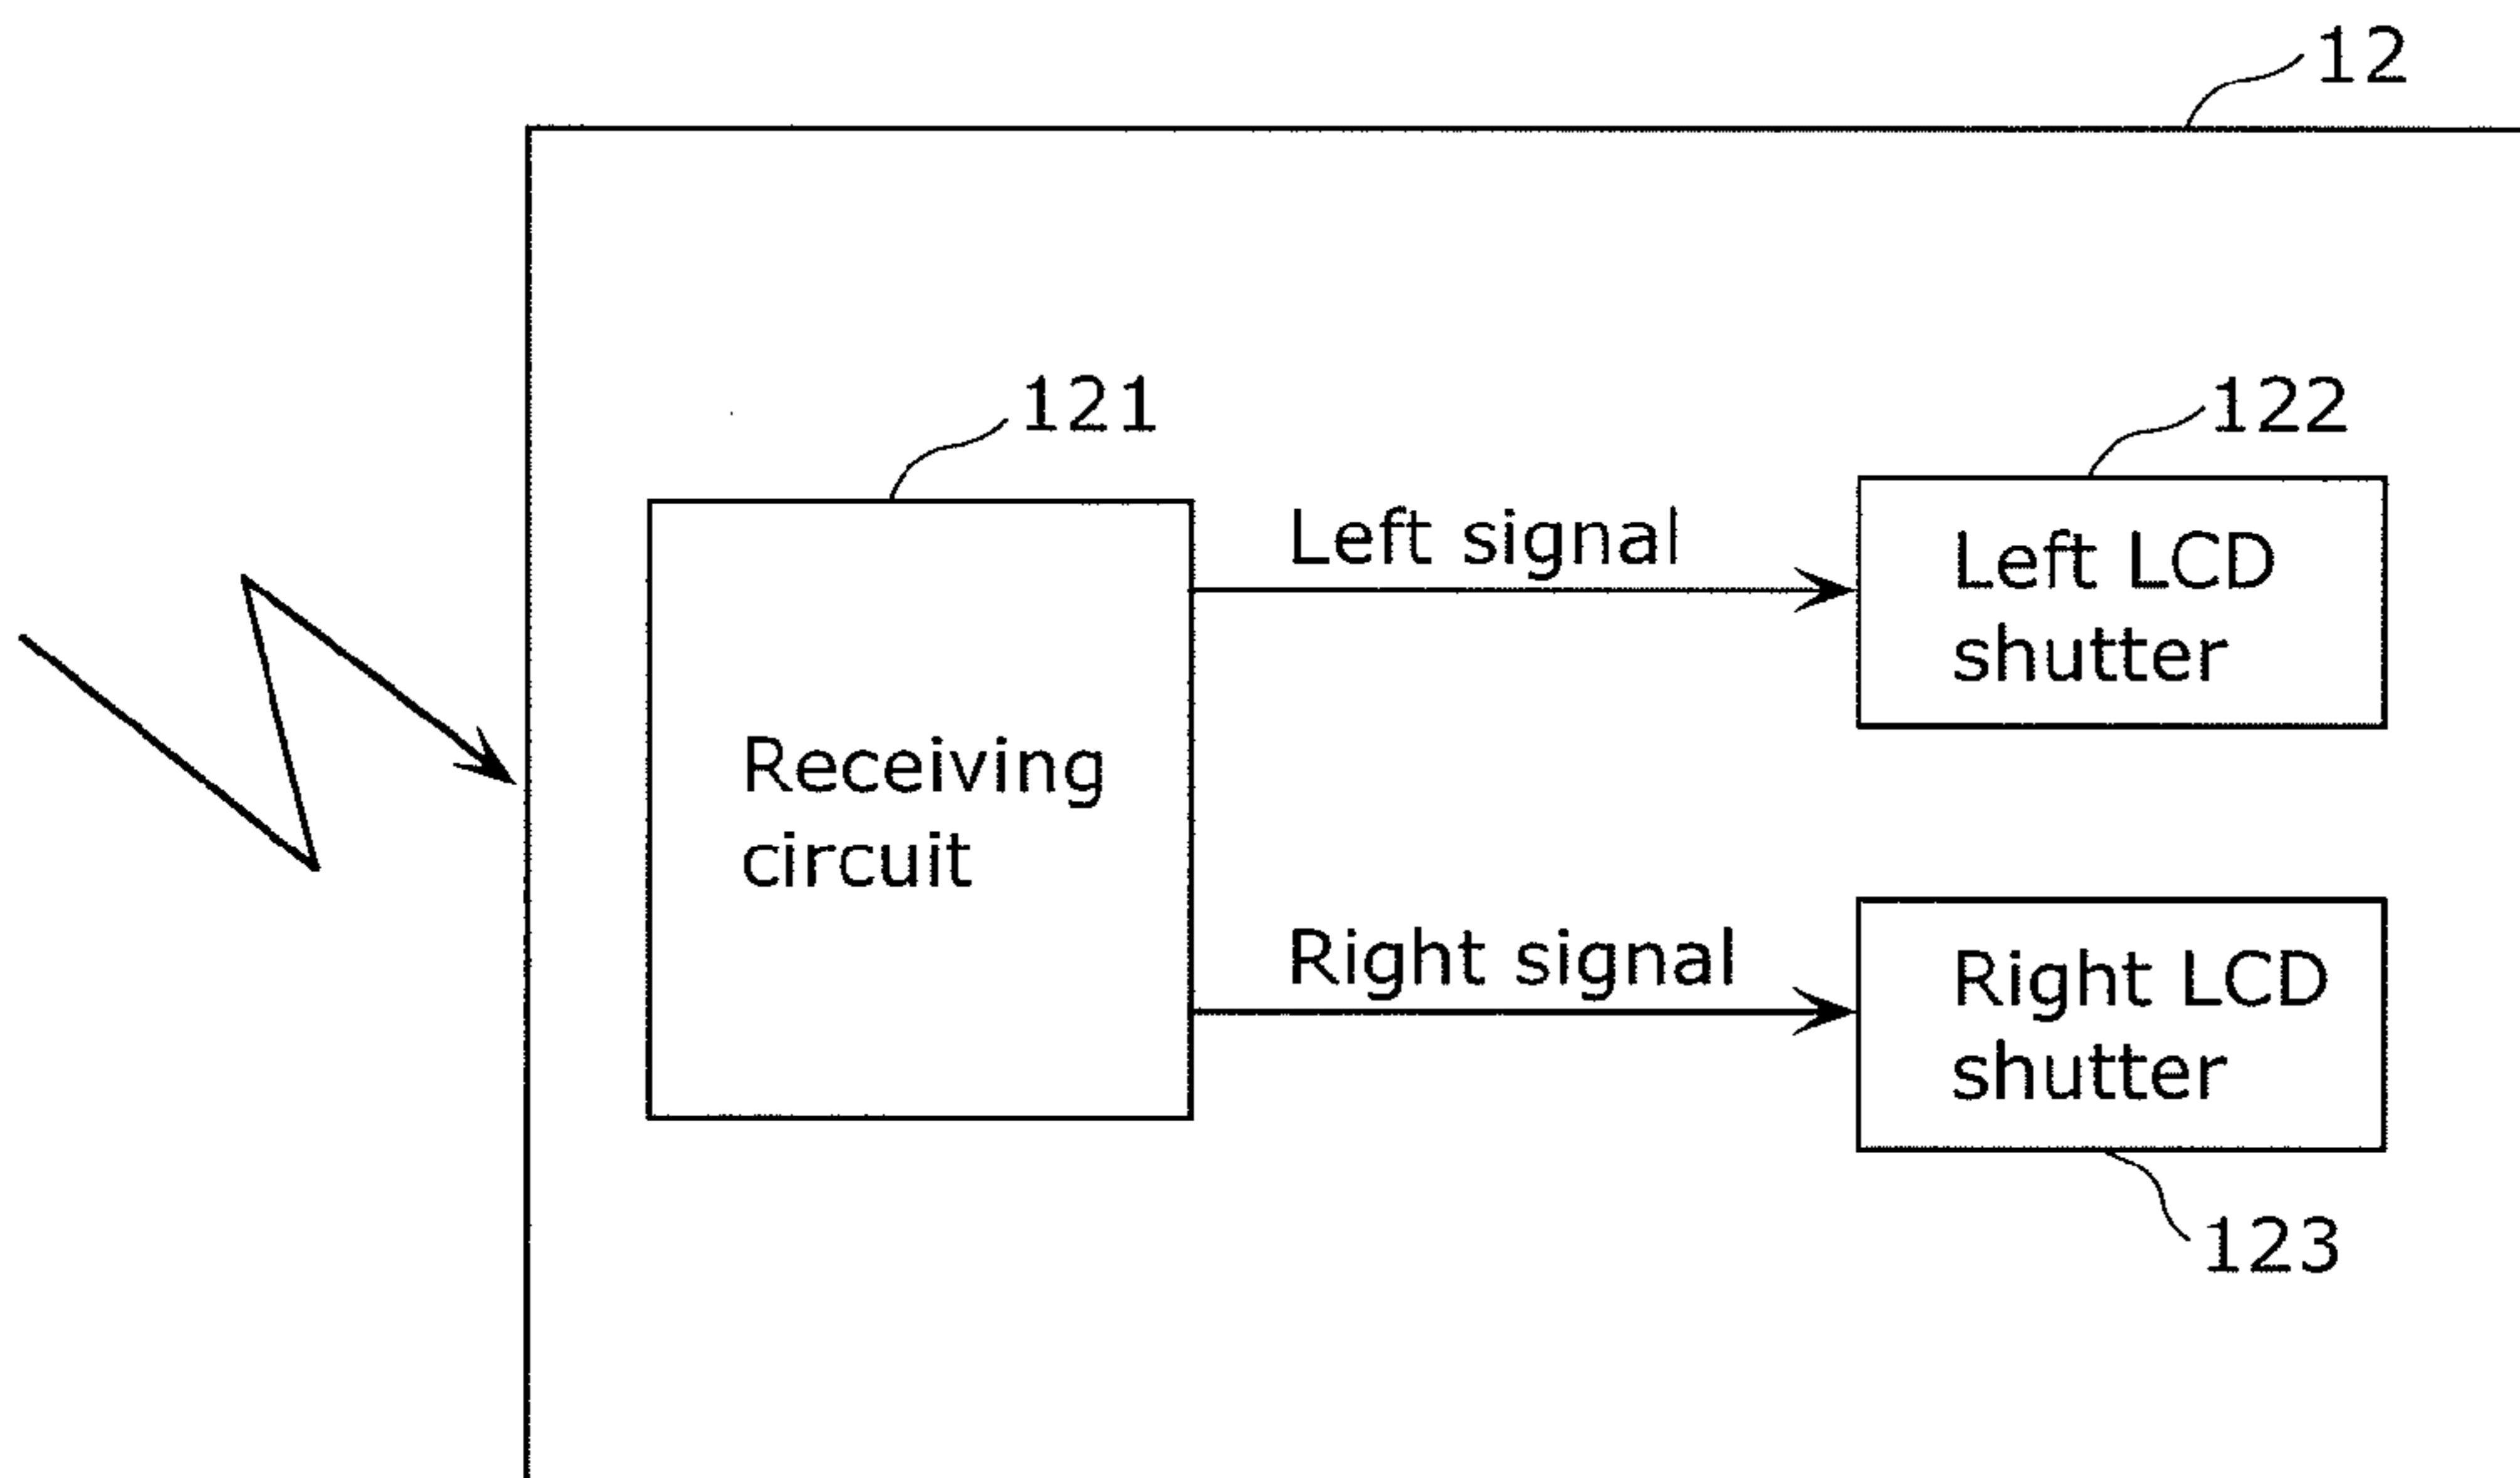 12
121
122
Left signal
Left LCD
shutter
Receiving
circuit
Right signal
Right LCD
shutter
123